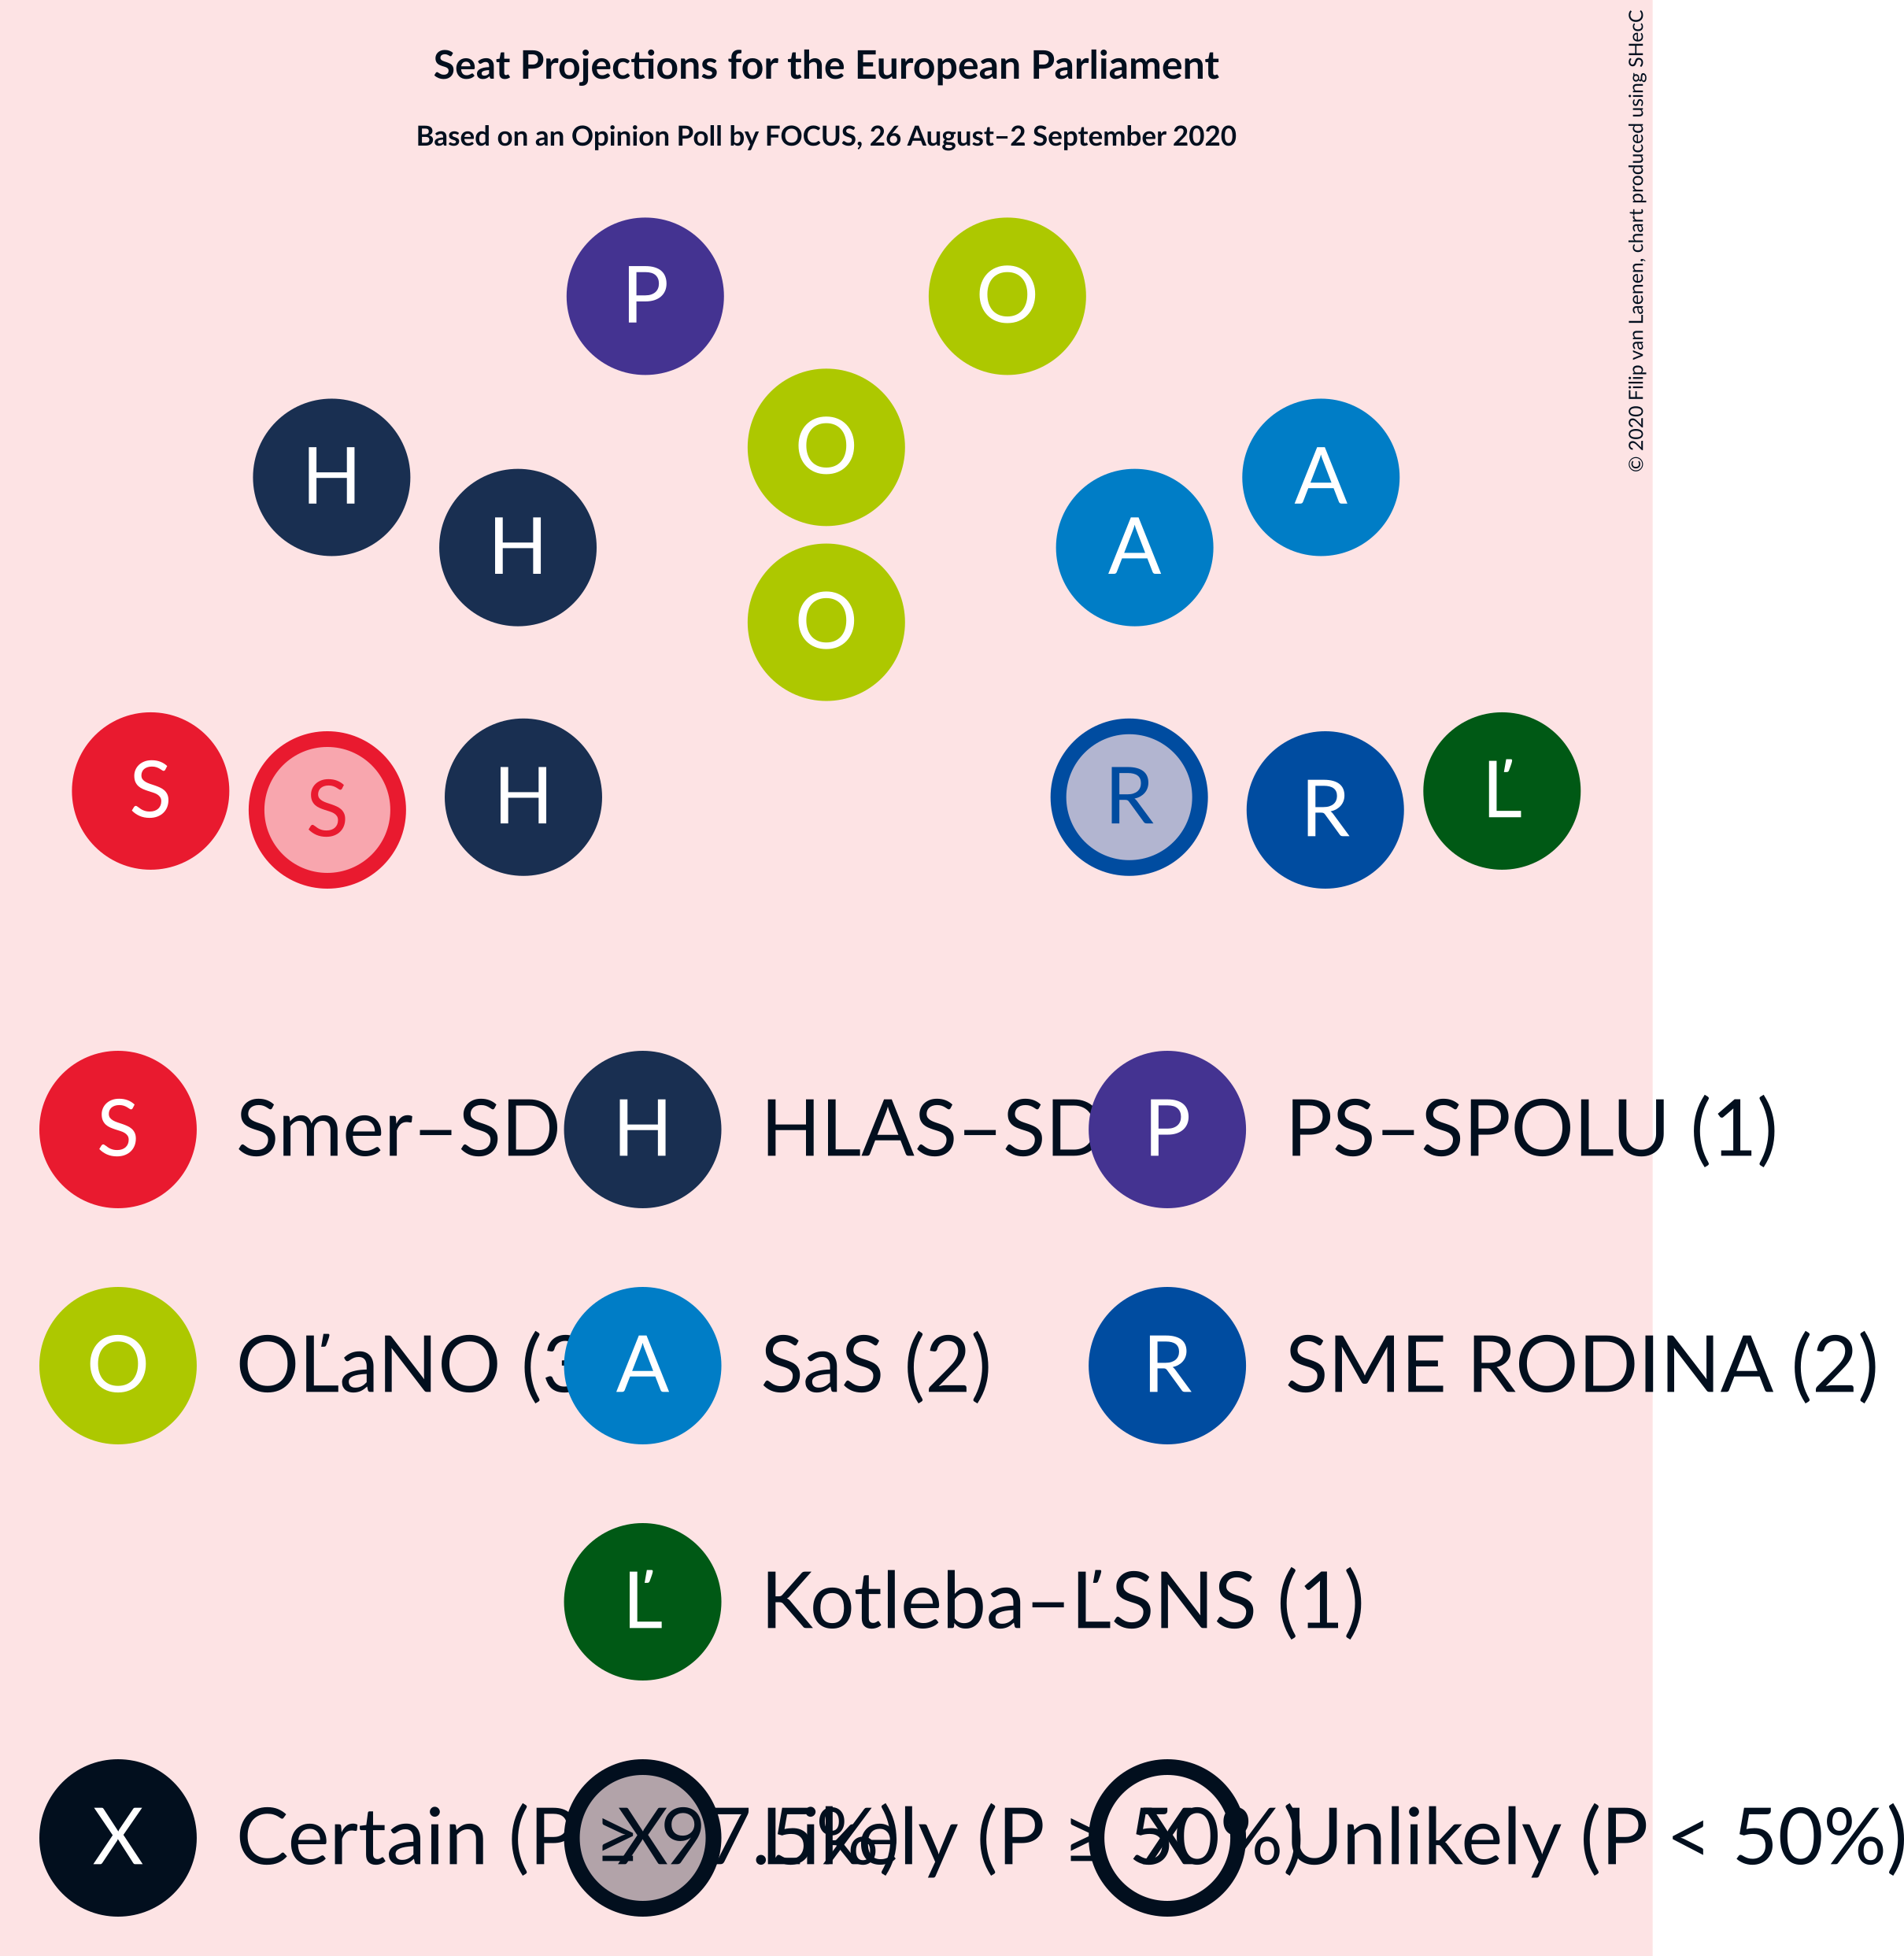 Seat Projections for the European Parliament
Based on an Opinion Poll by FOCUS, 26 August–2 September 2020
© 2020 Filip van Laenen, chart produced using SHecC
P O
O
H A
H A
O
S H R Ľ
S R
S Smer–SD H HLAS–SD P PS–SPOLU (1)
O OĽaNO (3 A SaS (2) R SME RODINA (2)
Ľ Kotleba–ĽSNS (1)
X Certain (P ≥ 97.5%) X Likely (P ≥ 50%) X Unlikely (P < 50%)